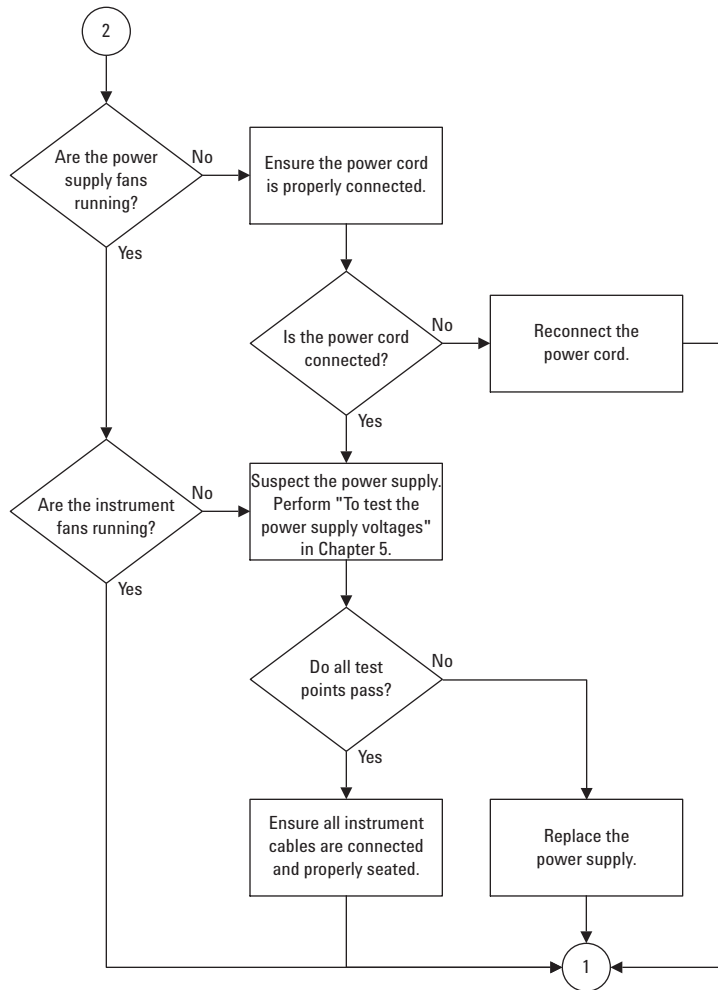 2
Are the power
supply fans
running?
No
Ensure the power cord
is properly connected.
Yes
Is the power cord
connected?
No
Reconnect the
power cord.
Yes
Are the instrument
fans running?
No
Suspect the power supply.
Perform "To test the
power supply voltages"
in Chapter 5.
Yes
Do all test
points pass?
No
Yes
Ensure all instrument
cables are connected
and properly seated.
Replace the
power supply.
1